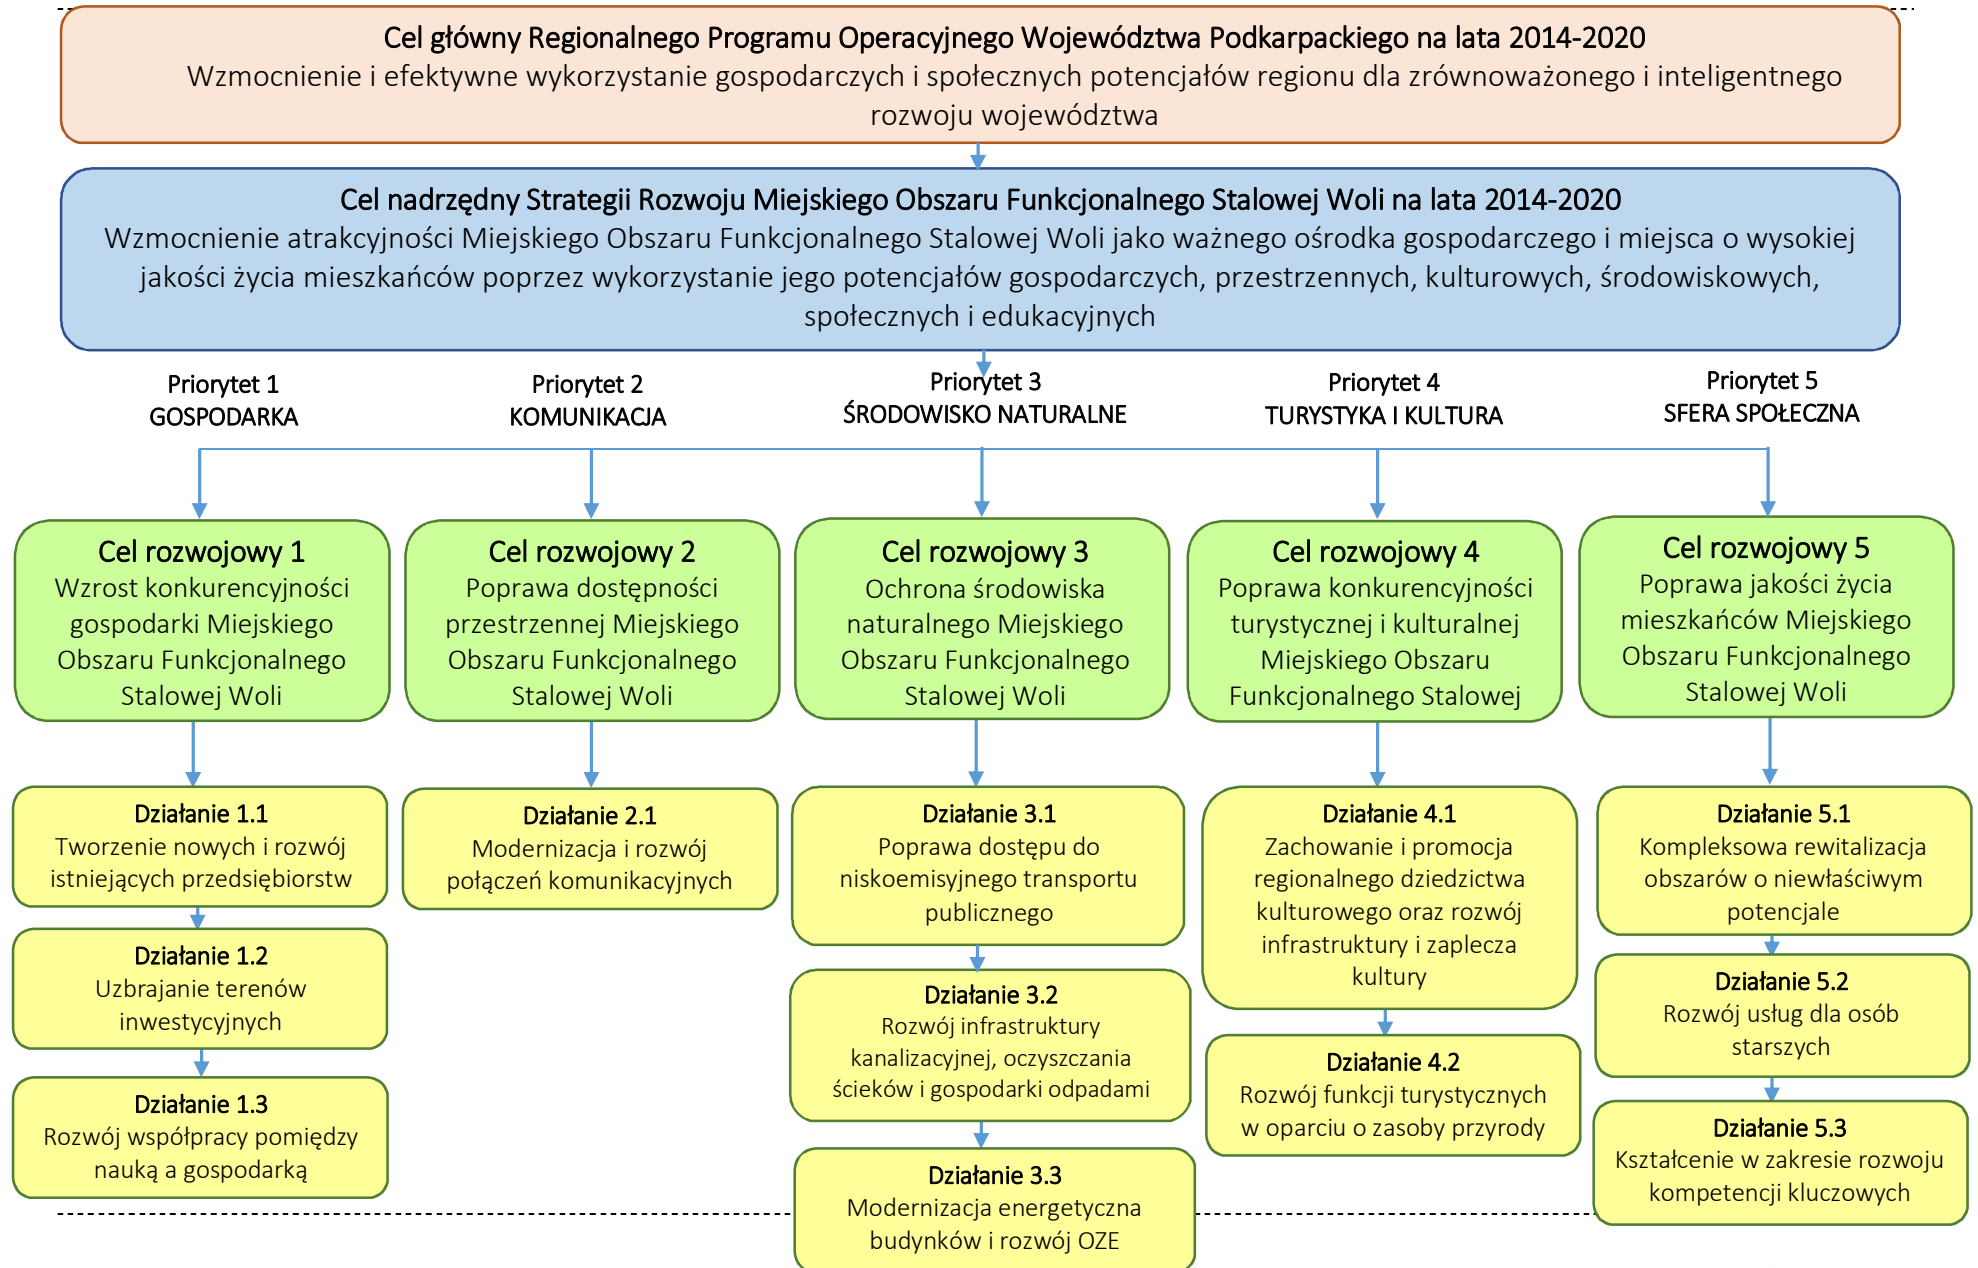 Cel główny Regionalnego Programu Operacyjnego Województwa Podkarpackiego na lata 2014-2020
Wzmocnienie i efektywne wykorzystanie gospodarczych i społecznych potencjałów regionu dla zrównoważonego i inteligentnego
rozwoju województwa
Cel nadrzędny Strategii Rozwoju Miejskiego Obszaru Funkcjonalnego Stalowej Woli na lata 2014-2020
Wzmocnienie atrakcyjności Miejskiego Obszaru Funkcjonalnego Stalowej Woli jako ważnego ośrodka gospodarczego i miejsca o wysokiej
jakości życia mieszkańców poprzez wykorzystanie jego potencjałów gospodarczych, przestrzennych, kulturowych, środowiskowych,
społecznych i edukacyjnych
Priorytet 1
GOSPODARKA
Priorytet 2
KOMUNIKACJA
Priorytet 3
ŚRODOWISKO NATURALNE
Priorytet 4
TURYSTYKA I KULTURA
Priorytet 5
SFERA SPOŁECZNA
Cel rozwojowy 1
Wzrost konkurencyjności
gospodarki Miejskiego
Obszaru Funkcjonalnego
Stalowej Woli
Cel rozwojowy 2
Poprawa dostępności
przestrzennej Miejskiego
Obszaru Funkcjonalnego
Stalowej Woli
Cel rozwojowy 3
Ochrona środowiska
naturalnego Miejskiego
Obszaru Funkcjonalnego
Stalowej Woli
Cel rozwojowy 4
Poprawa konkurencyjności
turystycznej i kulturalnej
Miejskiego Obszaru
Funkcjonalnego Stalowej
Cel rozwojowy 5
Poprawa jakości życia
mieszkańców Miejskiego
Obszaru Funkcjonalnego
Stalowej Woli
Działanie 1.1
Tworzenie nowych i rozwój
istniejących przedsiębiorstw
Działanie 1.2
Uzbrajanie terenów
inwestycyjnych
Działanie 1.3
Rozwój współpracy pomiędzy
nauką a gospodarką
Działanie 2.1
Modernizacja i rozwój
połączeń komunikacyjnych
Działanie 3.1
Poprawa dostępu do
niskoemisyjnego transportu
publicznego
Działanie 3.2
Rozwój infrastruktury
kanalizacyjnej, oczyszczania
ścieków i gospodarki odpadami
Działanie 3.3
Modernizacja energetyczna
budynków i rozwój OZE
Działanie 4.1
Zachowanie i promocja
regionalnego dziedzictwa
kulturowego oraz rozwój
infrastruktury i zaplecza
kultury
Działanie 4.2
Rozwój funkcji turystycznych
w oparciu o zasoby przyrody
Działanie 5.1
Kompleksowa rewitalizacja
obszarów o niewłaściwym
potencjale
Działanie 5.2
Rozwój usług dla osób
starszych
Działanie 5.3
Kształcenie w zakresie rozwoju
kompetencji kluczowych